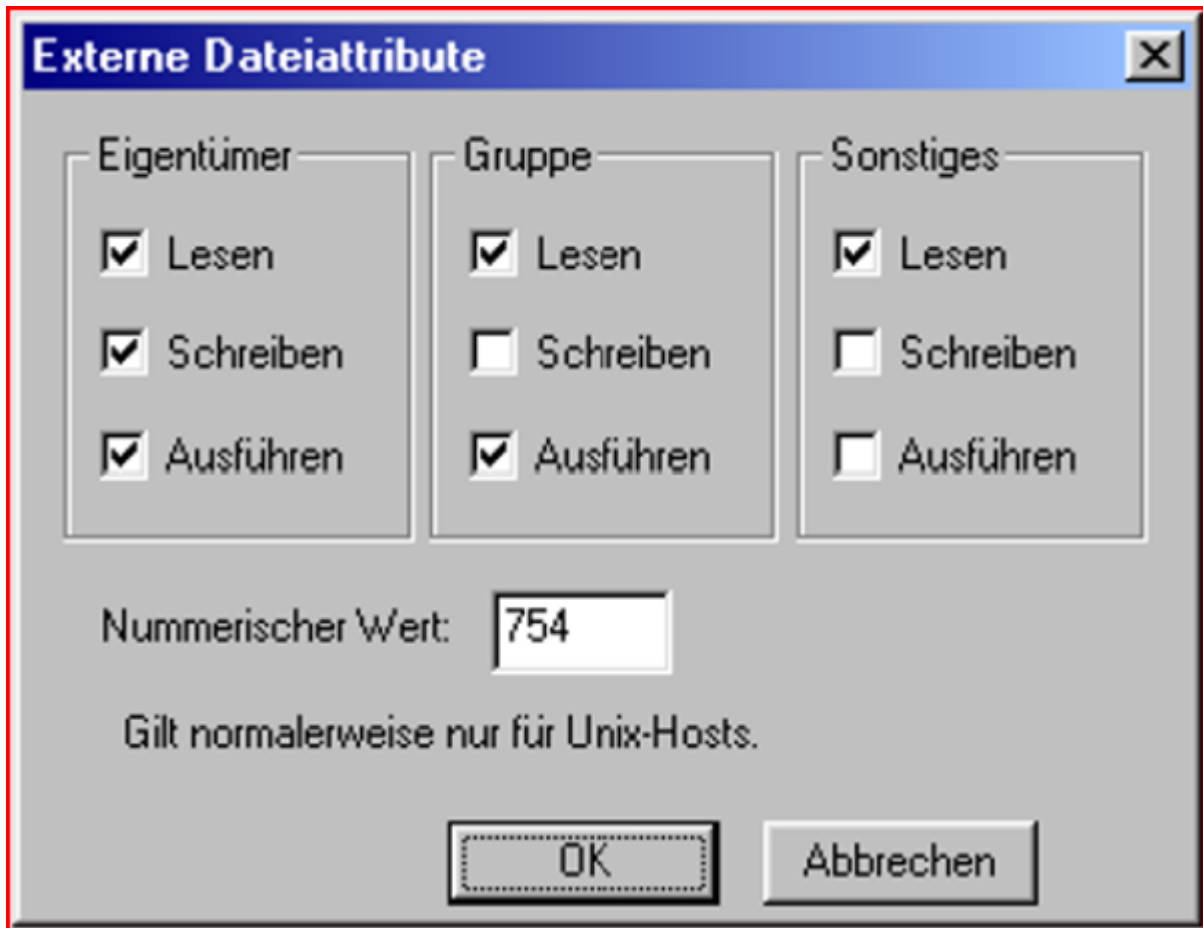 Externe Dateiattribute
Eigentümer Gruppe Sonstiges
Lesen Lesen Lesen
Schreiben Schreiben Schreiben
Ausführen Ausführen Ausführen
Nummerischer Wert: 754
Gilt normalerweise nur für Unix-Hosts.
OK Abbrechen